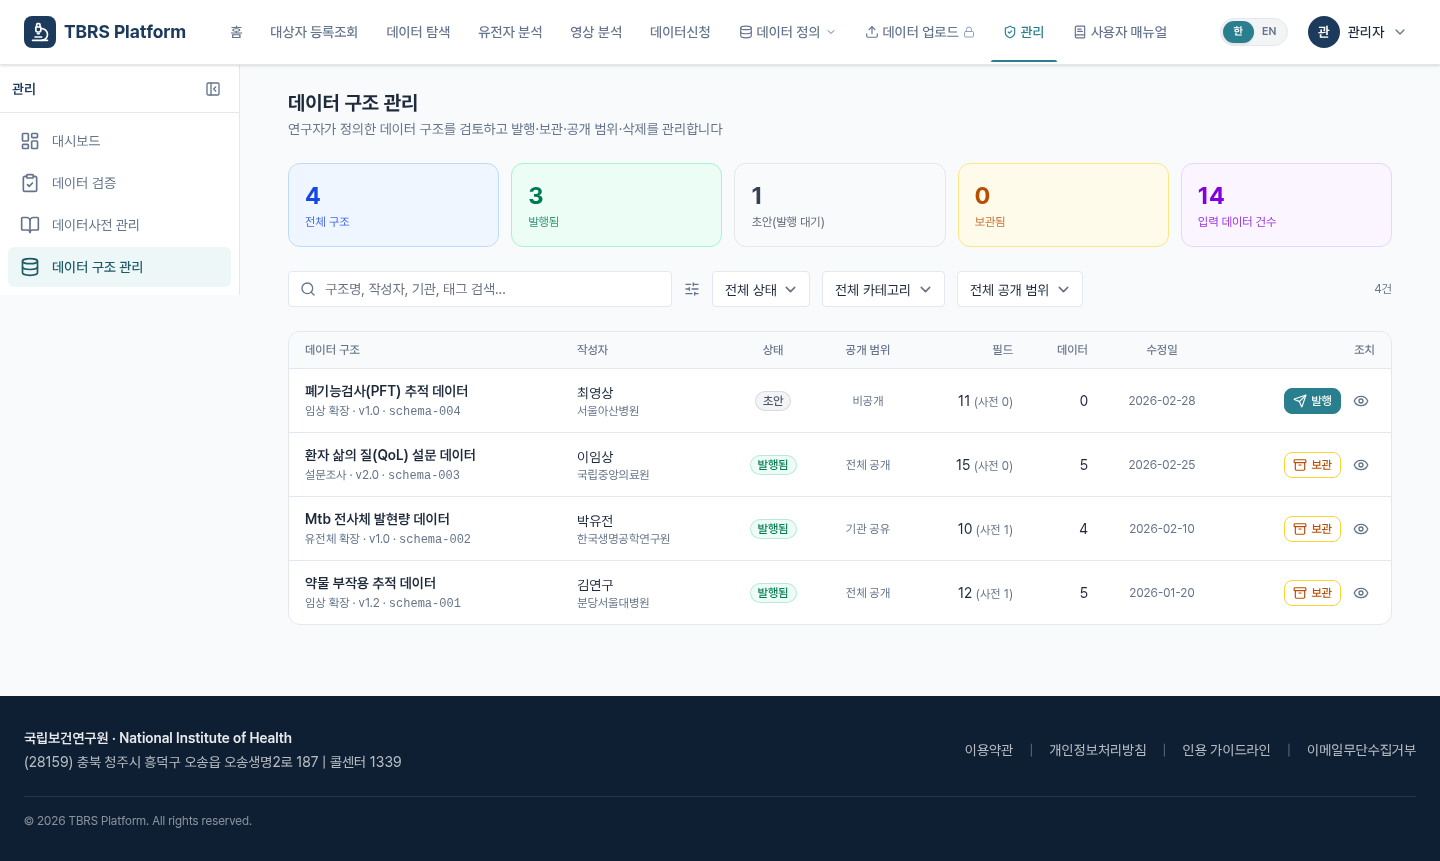 TBRS Platform
홈 대상자 등록조회 데이터 탐색 유전자 분석 영상 분석 데이터신청 데이터 정의 데이터 업로드 관리 사용자 매뉴얼
한 EN
관 관리자
관리
대시보드
데이터 검증
데이터사전 관리
데이터 구조 관리
데이터 구조 관리
연구자가 정의한 데이터 구조를 검토하고 발행·보관·공개 범위·삭제를 관리합니다
4
전체 구조
3
발행됨
1
초안(발행 대기)
0
보관됨
14
입력 데이터 건수
구조명, 작성자, 기관, 태그 검색... 전체 상태 전체 카테고리 전체 공개 범위 4건
데이터 구조 작성자 상태 공개 범위 필드 데이터 수정일 조치
폐기능검사(PFT) 추적 데이터
임상 확장 · v1.0 · schema-004
최영상
서울아산병원
초안 비공개 11 (사전 0) 0 2026-02-28 발행
환자 삶의 질(QoL) 설문 데이터
설문조사 · v2.0 · schema-003
이임상
국립중앙의료원
발행됨 전체 공개 15 (사전 0) 5 2026-02-25 보관
Mtb 전사체 발현량 데이터
유전체 확장 · v1.0 · schema-002
박유전
한국생명공학연구원
발행됨 기관 공유 10 (사전 1) 4 2026-02-10 보관
약물 부작용 추적 데이터
임상 확장 · v1.2 · schema-001
김연구
분당서울대병원
발행됨 전체 공개 12 (사전 1) 5 2026-01-20 보관
국립보건연구원 · National Institute of Health
(28159) 충북 청주시 흥덕구 오송읍 오송생명2로 187 | 콜센터 1339
이용약관 | 개인정보처리방침 | 인용 가이드라인 | 이메일무단수집거부
© 2026 TBRS Platform. All rights reserved.